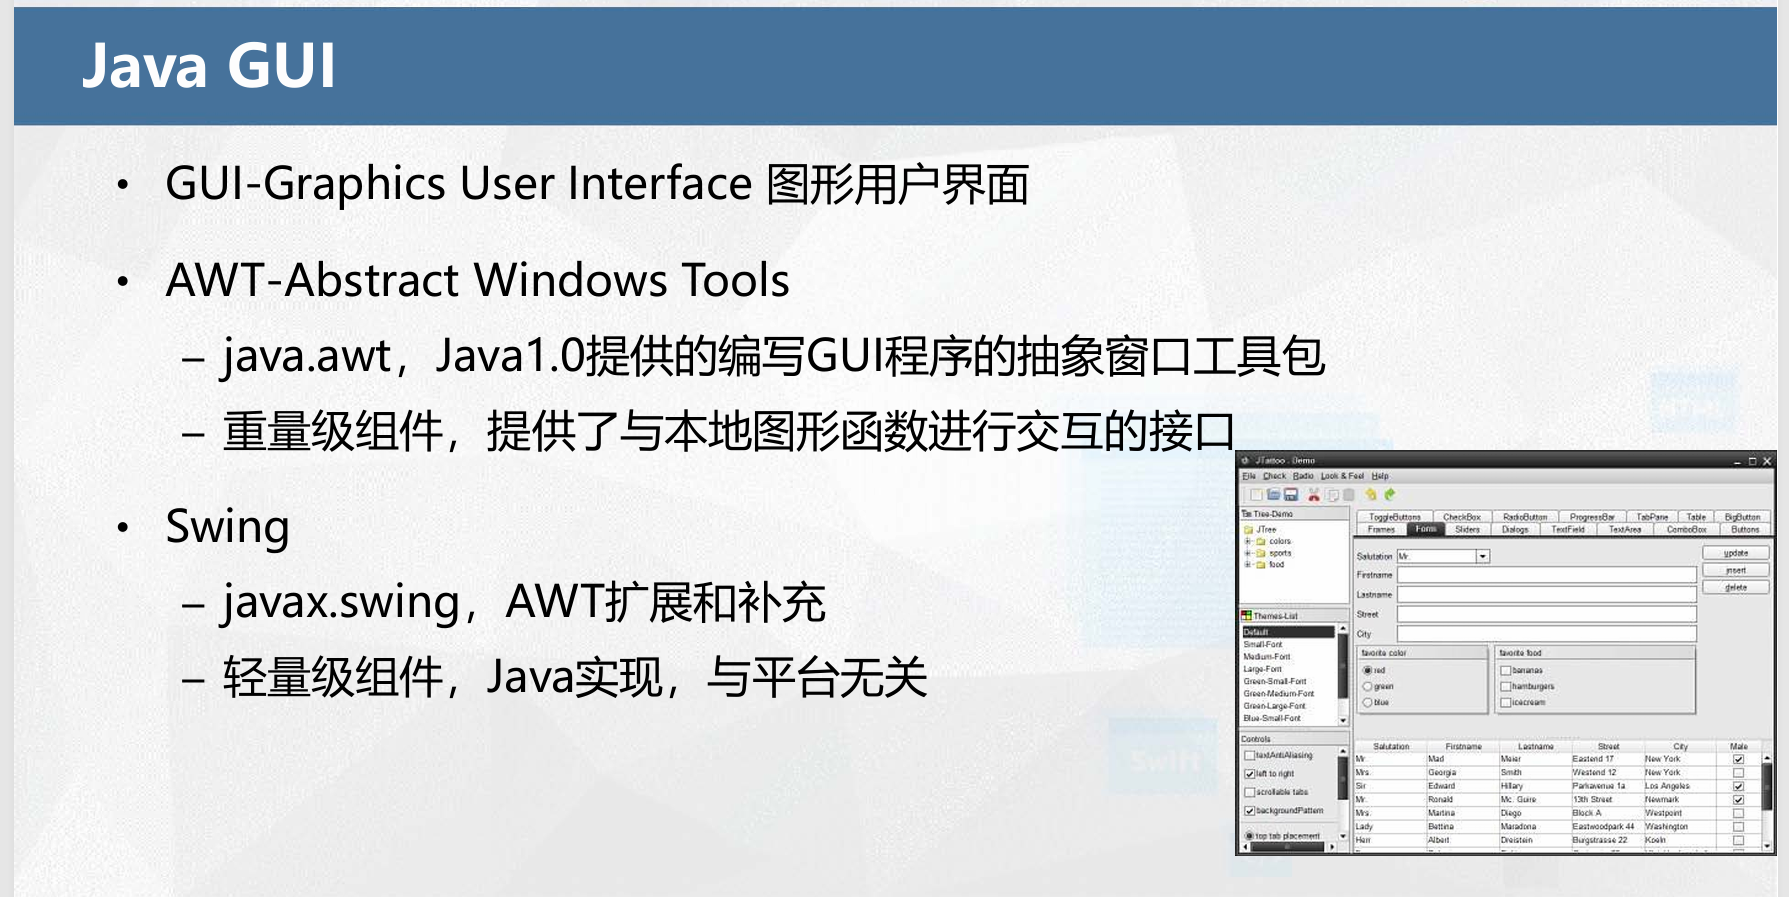 Java GUI
• GUI-Graphics User Interface 图形用户界面
• AWT-Abstract Windows Tools
– java.awt，Java1.0提供的编写GUI程序的抽象窗口工具包
– 重量级组件，提供了与本地图形函数进行交互的接口
• Swing
– javax.swing，AWT扩展和补充
– 轻量级组件，Java实现，与平台无关
JTattoo . Demo
File Check Radio Look & Feel Help
Tree-Demo
JTree
colors
sports
food
Themes-List
Default
Small-Font
Medium-Font
Large-Font
Green-Small-Font
Green-Medium-Font
Green-Large-Font
Blue-Small-Font
Controls
textAntiAliasing
left to right
scrollable tabs
backgroundPattern
top tab placement
ToggleButtons CheckBox RadioButton ProgressBar TabPane Table BigButton
Frames Form Sliders Dialogs TextField TextArea ComboBox Buttons
Salutation Mr. update
Firstname insert
Lastname delete
Street
City
favorite color favorite food
red bananas
green hamburgers
blue icecream
Salutation Firstname Lastname Street City Male
Mr. Mad Meier Eastend 17 New York
Mrs. Georgia Smith Westend 12 New York
Sir Edward Hillary Parkavenue 1a Los Angeles
Mr. Ronald Mc. Guire 13th Street Newmark
Mrs. Martina Diego Block A Westpoint
Lady Bettina Maradona Eastwoodpark 44 Washington
Herr Albert Dreistein Burgstrasse 22 Koeln
Swift